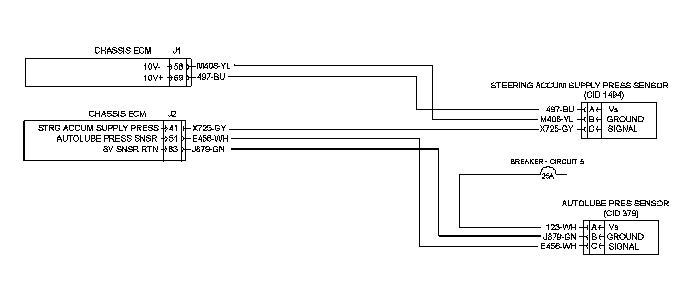 CHASSIS ECM J1
10V- 58 M408-YL
10V+ 69 497-BU
STEERING ACCUM SUPPLY PRESS SENSOR
(CID 1494)
497-BU A Vs
M408-YL B GROUND
X725-GY C SIGNAL
CHASSIS ECM J2
STRG ACCUM SUPPLY PRESS 41 X725-GY
AUTOLUBE PRESS SNSR 51 E456-WH
SV SNSR RTN 63 J879-GN
BREAKER - CIRCUIT 5
25A
AUTOLUBE PRES SENSOR
(CID 379)
123-WH A Vs
J879-GN B GROUND
E456-WH C SIGNAL